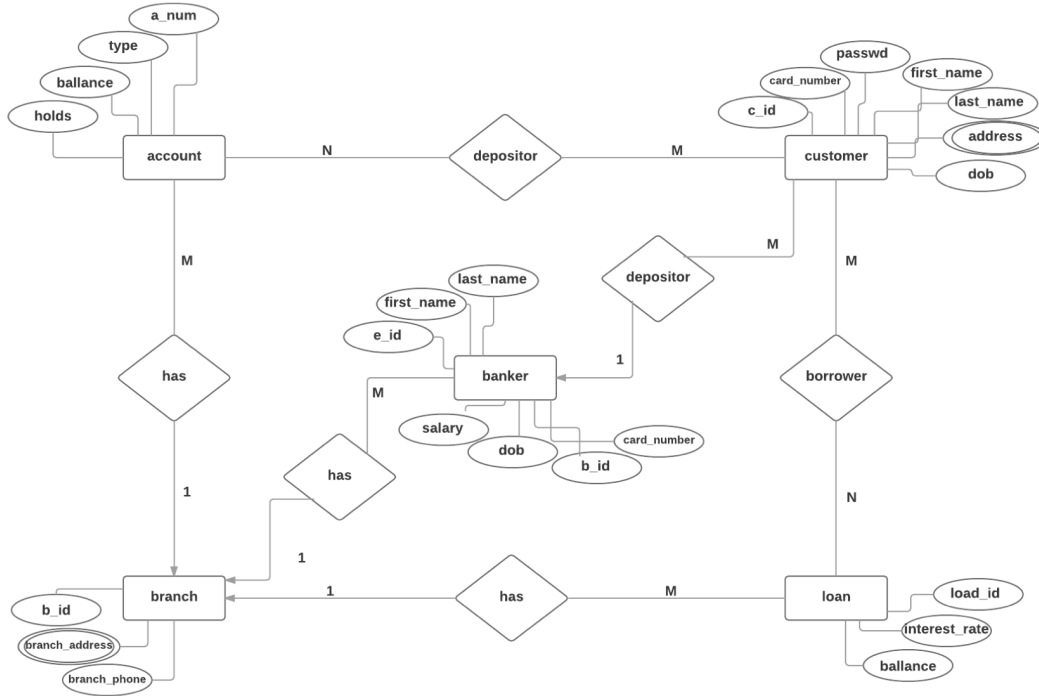 a_num
type
ballance
holds
account
N
depositor
M
customer
passwd
card_number
first_name
c_id
last_name
address
dob
M
M
M
depositor
last_name
first_name
e_id
1
banker
M
has
borrower
salary
dob
card_number
b_id
has
1
N
1
branch
1
has
M
loan
b_id
branch_address
branch_phone
load_id
interest_rate
ballance